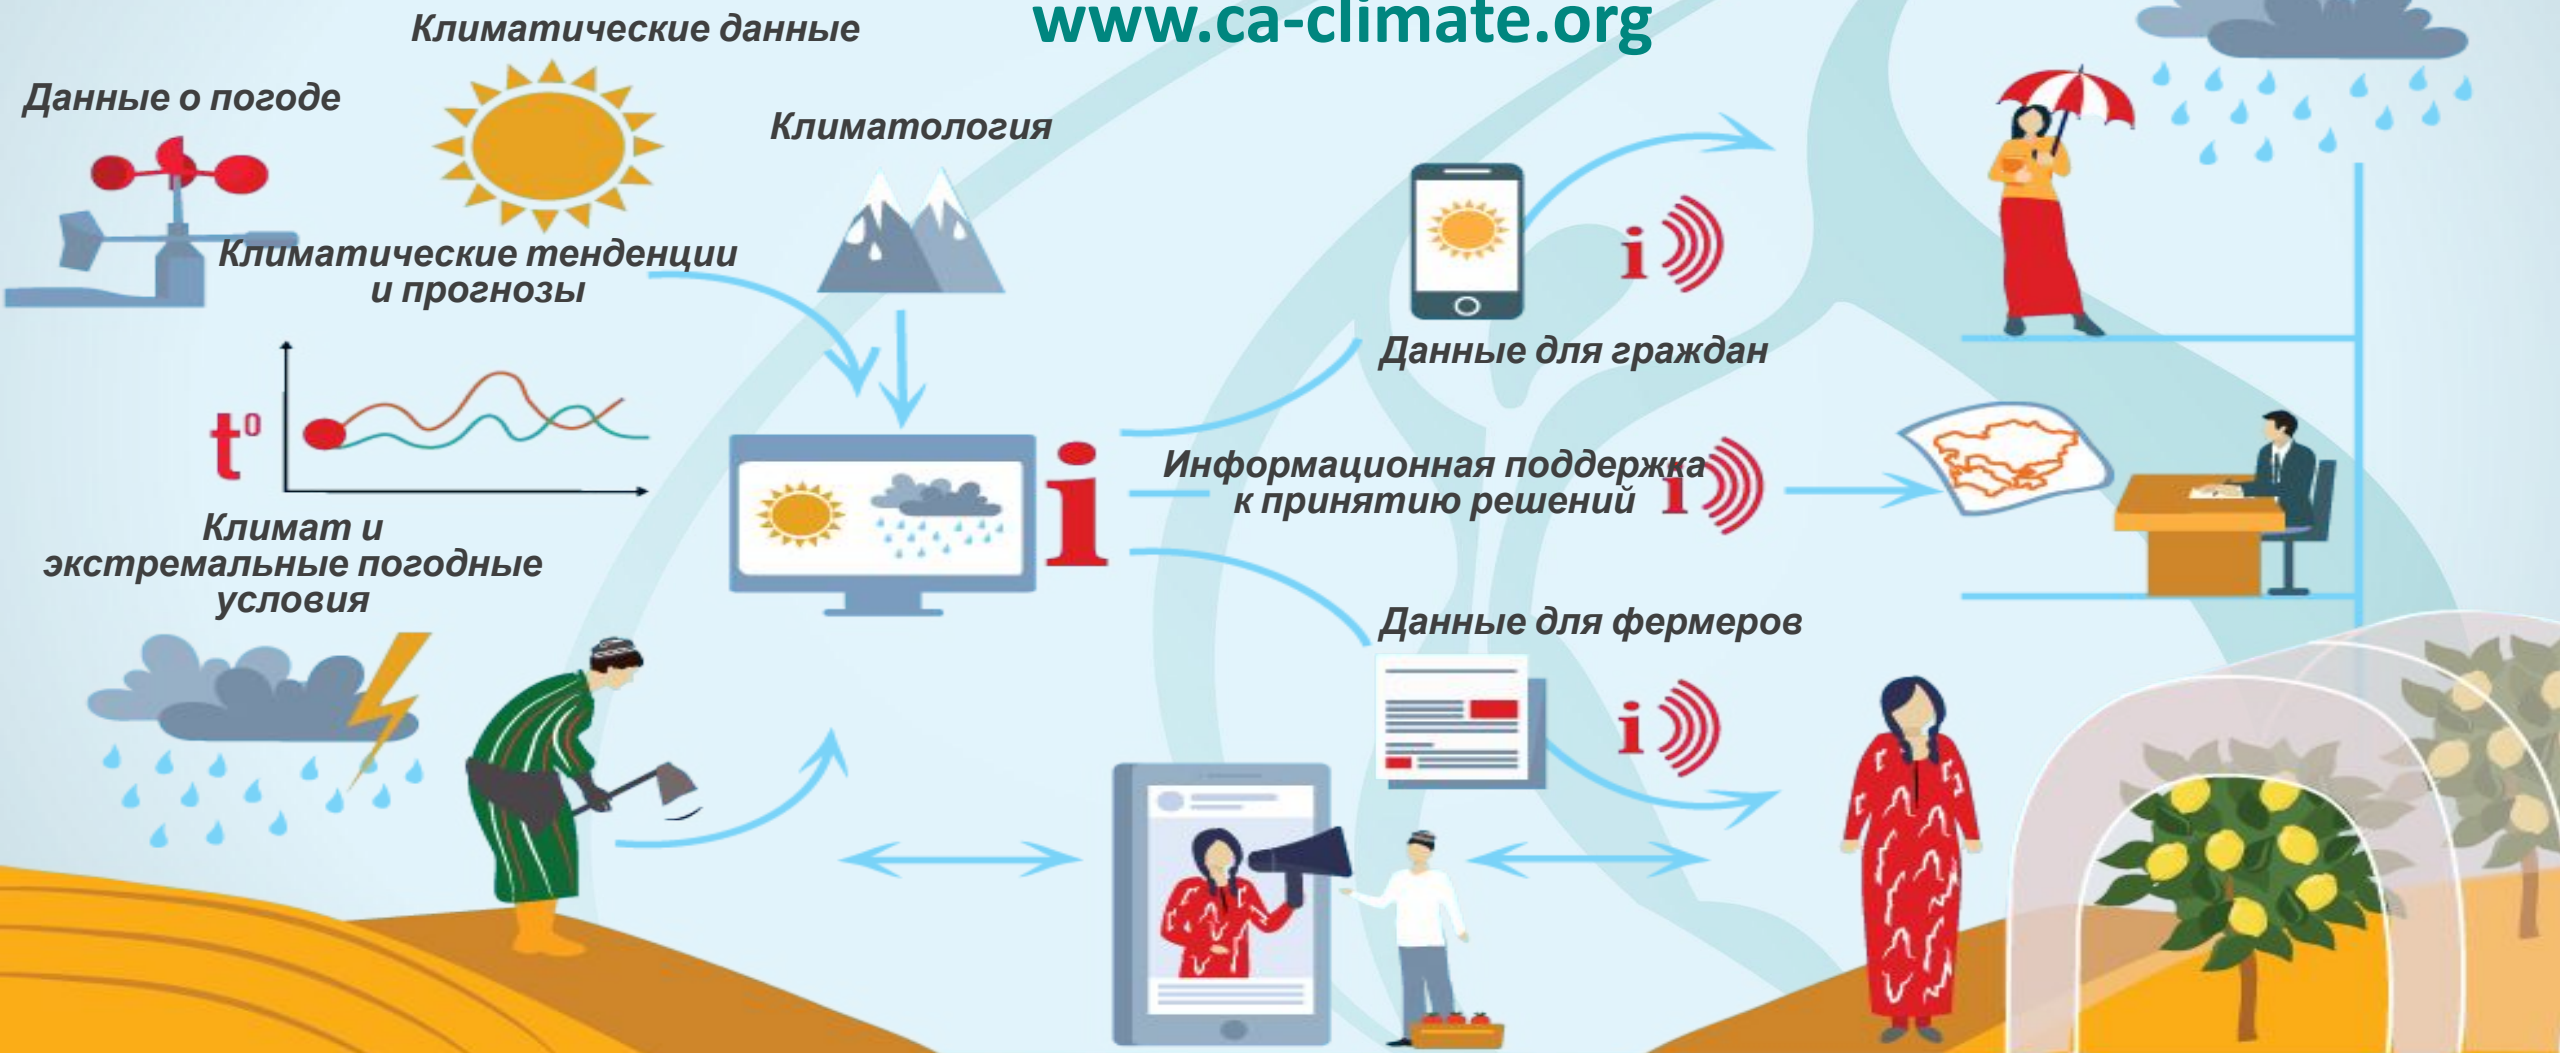 www.ca-climate.org
Климатические данные
Данные о погоде
Климатология
Климатические тенденции
и прогнозы
t⁰
Климат и
экстремальные погодные
условия
i
Данные для граждан
i
Информационная поддержка
к принятию решений
i
Данные для фермеров
i